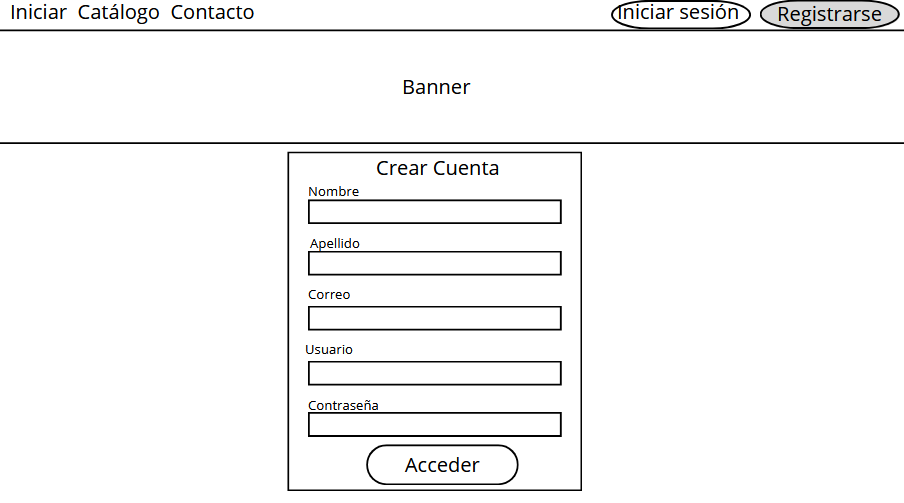 Iniciar Catálogo Contacto Iniciar sesión Registrarse
Banner
Crear Cuenta
Nombre
Apellido
Correo
Usuario
Contraseña
Acceder